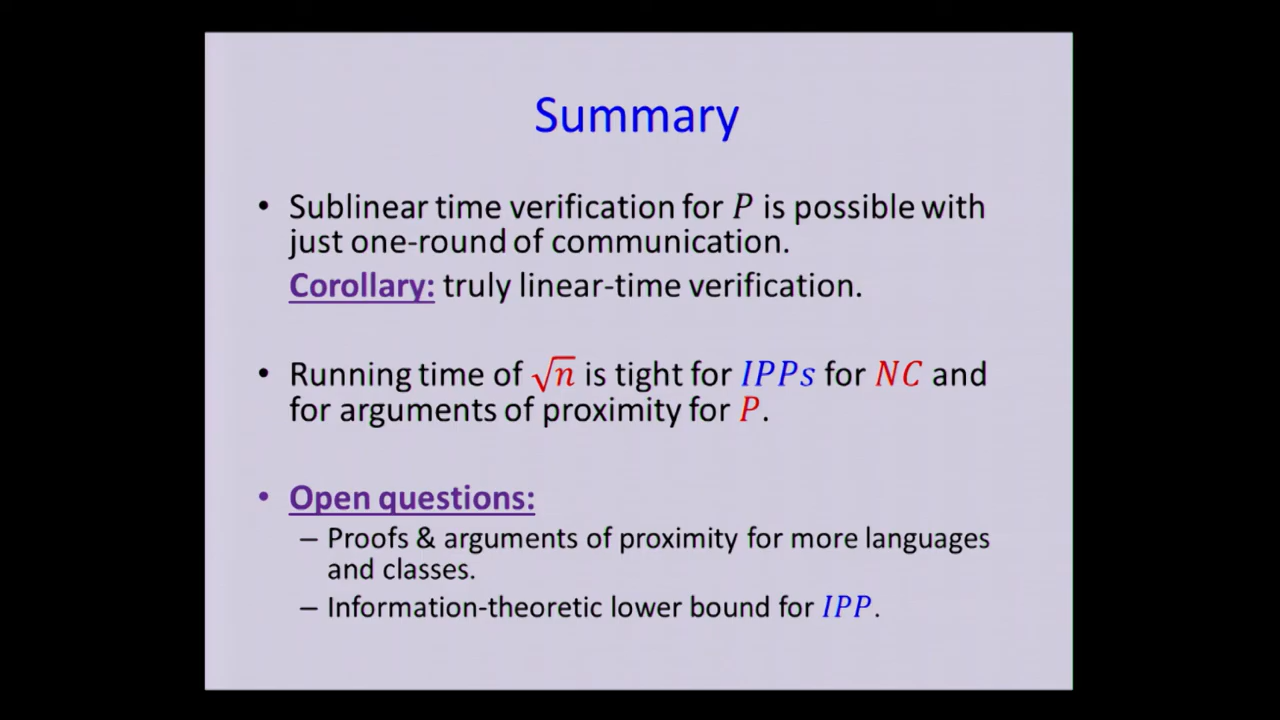 Summary
• Sublinear time verification for P is possible with
just one-round of communication.
Corollary: truly linear-time verification.
• Running time of √n is tight for IPPs for NC and
for arguments of proximity for P.
• Open questions:
– Proofs & arguments of proximity for more languages
and classes.
– Information-theoretic lower bound for IPP.